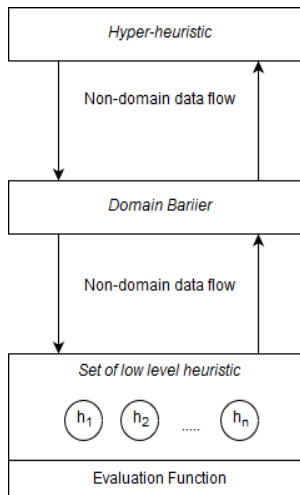 Hyper-heuristic
Non-domain data flow
Domain Bariier
Non-domain data flow
Set of low level heuristic
h1 h2 ..... hn
Evaluation Function